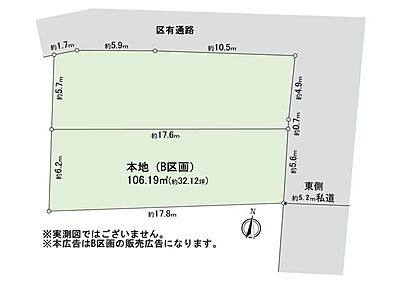 区有通路
約1.7m
約5.9m
約10.5m
約5.7m
約4.9m
約0.7m
約17.6m
約6.2m
約5.6m
本地（B区画）
106.19㎡(約32.12坪)
東側
約5.2m私道
約17.8m
N
※実測図ではございません。
※本広告はB区画の販売広告になります。